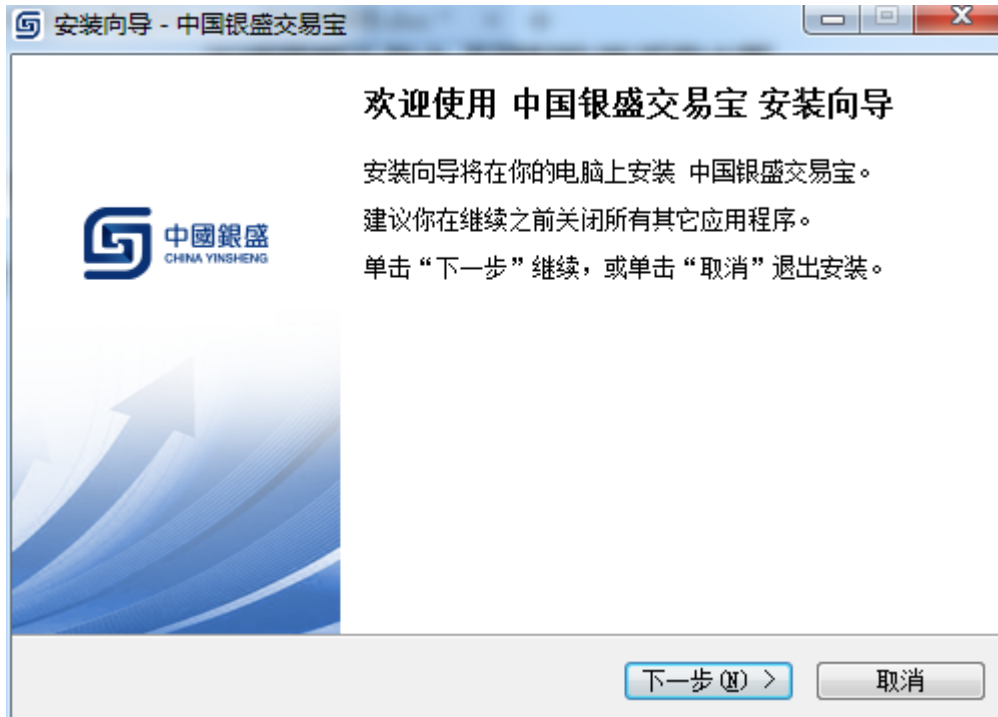 安装向导 - 中国银盛交易宝
欢迎使用 中国银盛交易宝 安装向导
安装向导将在你的电脑上安装 中国银盛交易宝。
建议你在继续之前关闭所有其它应用程序。
单击“下一步”继续，或单击“取消”退出安装。
中國銀盛
CHINA YINSHENG
下一步(N) >
取消